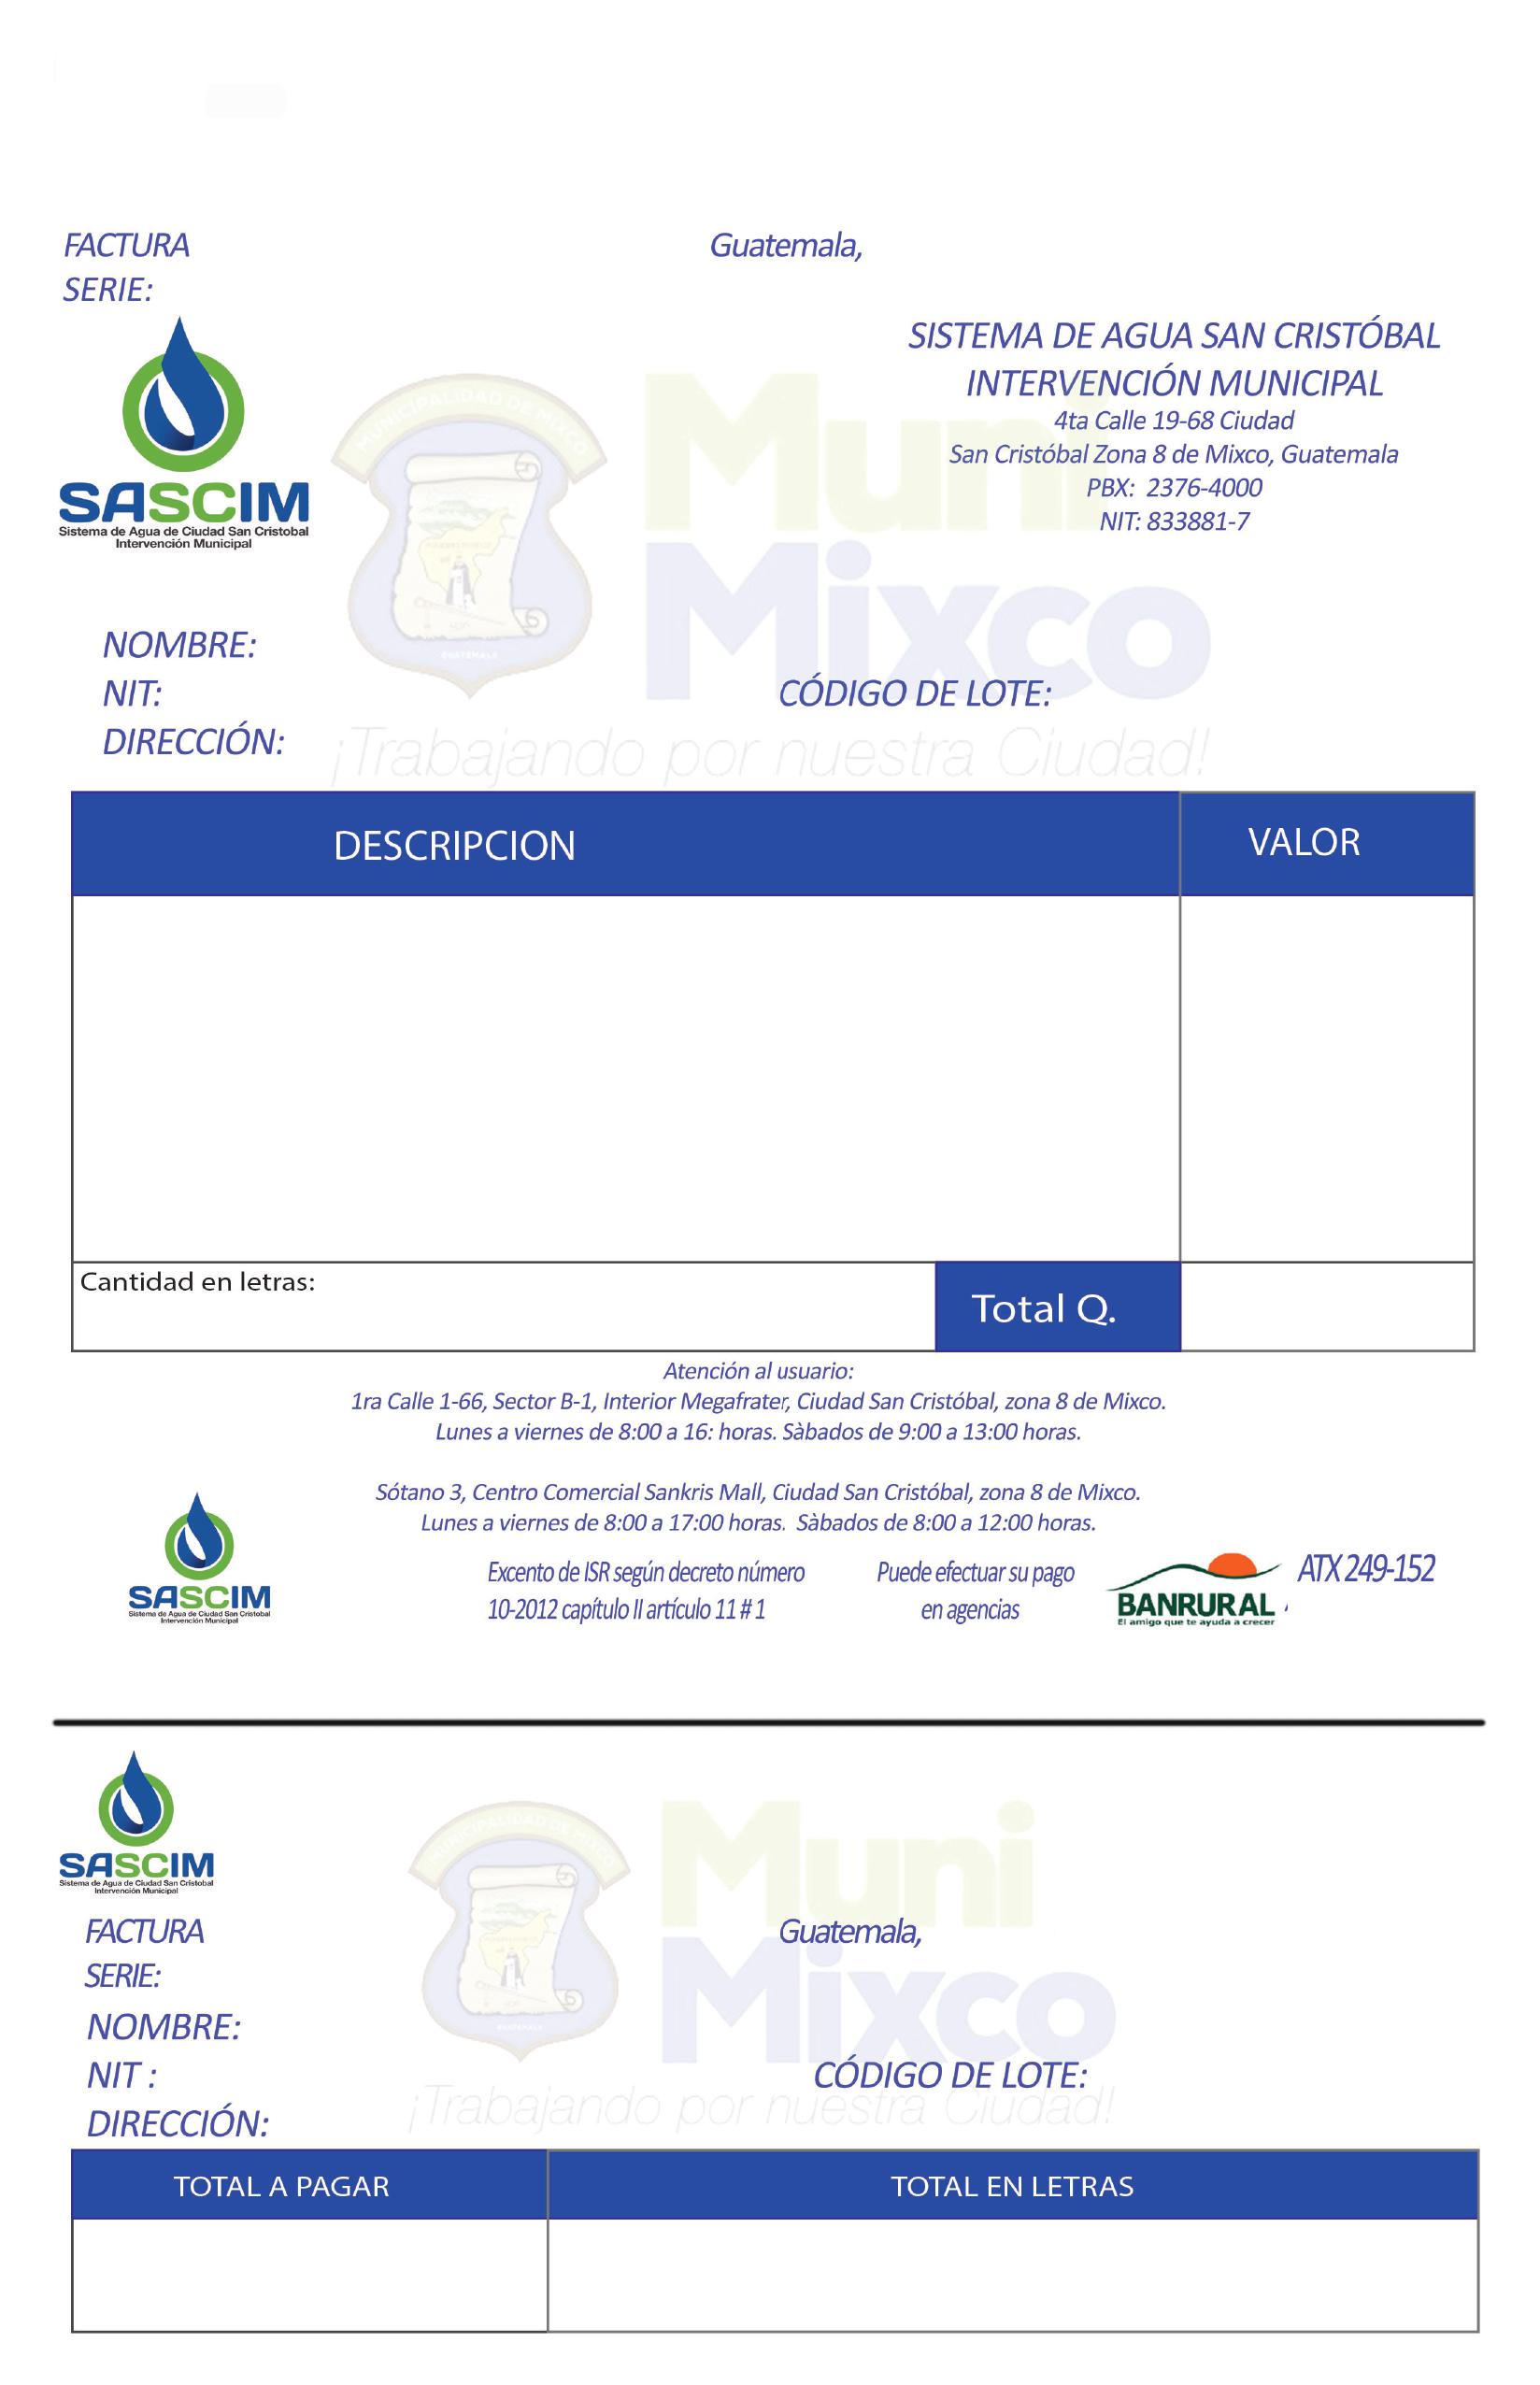 FACTURA
Guatemala,
SERIE:
SISTEMA DE AGUA SAN CRISTÓBAL
INTERVENCIÓN MUNICIPAL
4ta Calle 19-68 Ciudad
San Cristóbal Zona 8 de Mixco, Guatemala
PBX: 2376-4000
NIT: 833881-7
SASCIM
Sistema de Agua de Ciudad San Cristobal
Intervención Municipal
MUNICIPALIDAD DE MIXCO
GUATEMALA
Muni
Mixco
¡Trabajando por nuestra Ciudad!
NOMBRE:
NIT:
CÓDIGO DE LOTE:
DIRECCIÓN:
DESCRIPCION
VALOR
Cantidad en letras:
Total Q.
Atención al usuario:
1ra Calle 1-66, Sector B-1, Interior Megafrater, Ciudad San Cristóbal, zona 8 de Mixco.
Lunes a viernes de 8:00 a 16: horas. Sàbados de 9:00 a 13:00 horas.
Sótano 3, Centro Comercial Sankris Mall, Ciudad San Cristóbal, zona 8 de Mixco.
Lunes a viernes de 8:00 a 17:00 horas. Sàbados de 8:00 a 12:00 horas.
SASCIM
Sistema de Agua de Ciudad San Cristobal
Intervención Municipal
Excento de ISR según decreto número
10-2012 capítulo II artículo 11 # 1
Puede efectuar su pago
en agencias
BANRURAL
El amigo que te ayuda a crecer
ATX 249-152
SASCIM
Sistema de Agua de Ciudad San Cristobal
Intervención Municipal
MUNICIPALIDAD DE MIXCO
GUATEMALA
Muni
Mixco
¡Trabajando por nuestra Ciudad!
FACTURA
Guatemala,
SERIE:
NOMBRE:
NIT :
CÓDIGO DE LOTE:
DIRECCIÓN:
TOTAL A PAGAR
TOTAL EN LETRAS